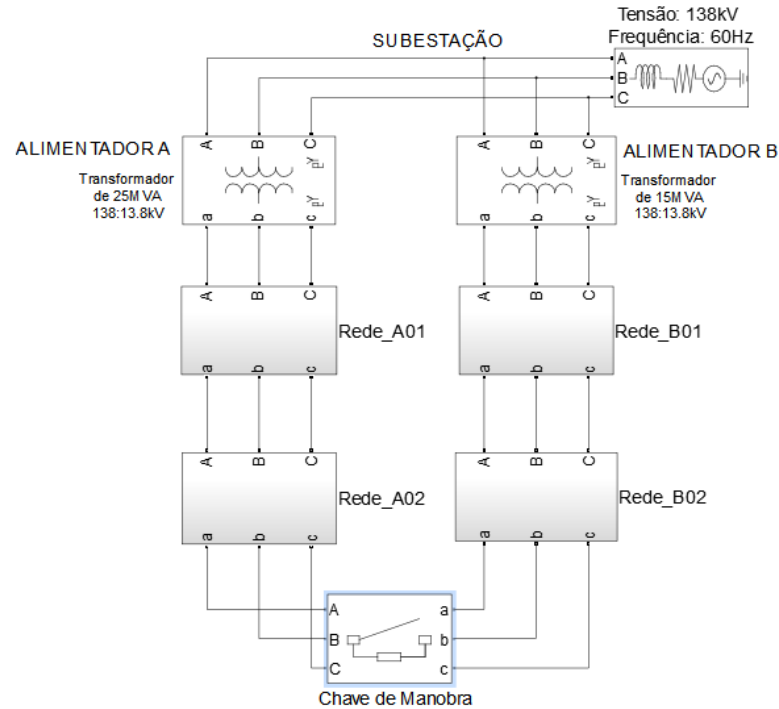 Tensão: 138kV
Frequência: 60Hz
SUBESTAÇÃO
A
B
C
ALIMENTADOR A
Transformador
de 25MVA
138:13.8kV
A B C
a b c
ALIMENTADOR B
Transformador
de 15MVA
138:13.8kV
A B C
a b c
A B C
Rede_A01
a b c
A B C
Rede_B01
a b c
A B C
Rede_A02
a b c
A B C
Rede_B02
a b c
A a
B b
C c
Chave de Manobra